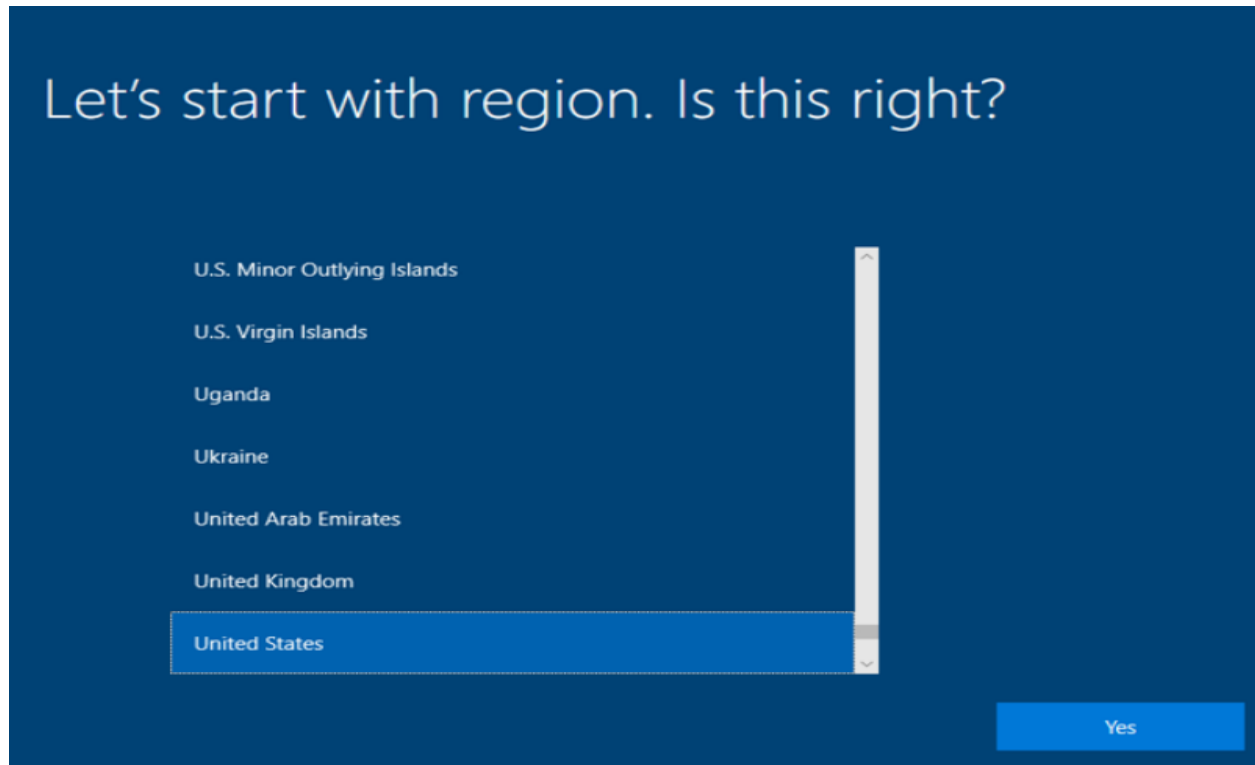 Let's start with region. Is this right?
U.S. Minor Outlying Islands
U.S. Virgin Islands
Uganda
Ukraine
United Arab Emirates
United Kingdom
United States
Yes